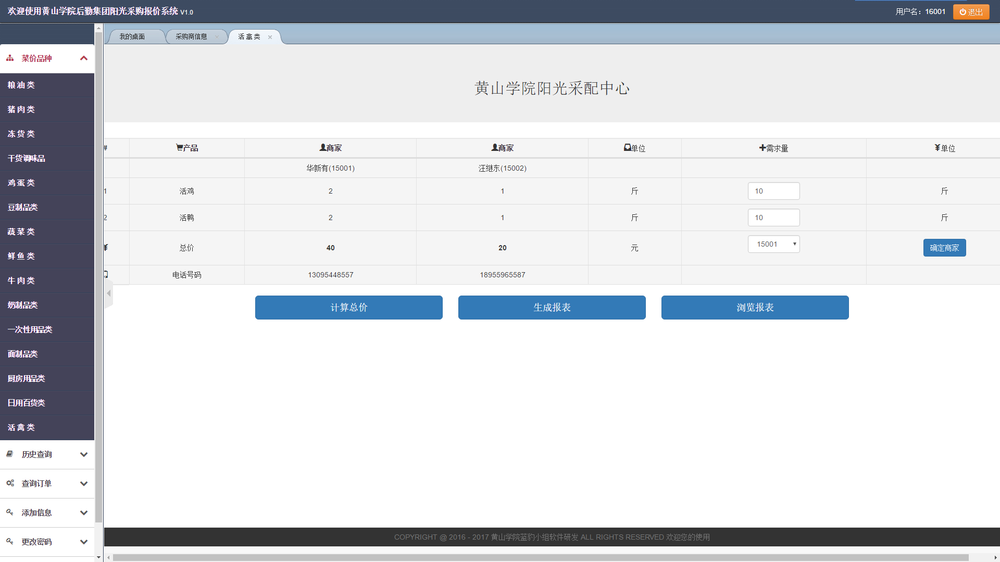 欢迎使用黄山学院后勤集团阳光采购报价系统 V1.0
用户名：16001
退出
我的桌面
采购商信息
活 禽 类
菜价品种
粮 油 类
猪 肉 类
冻 货 类
干货调味品
鸡 蛋 类
豆制品类
蔬 菜 类
鲜 鱼 类
牛 肉 类
奶制品类
一次性用品类
面制品类
厨房用品类
日用百货类
活 禽 类
历史查询
查询订单
添加信息
更改密码
黄山学院阳光采配中心
# 产品 商家 商家 单位 需求量 ¥单位
华新有(15001) 汪继东(15002)
1 活鸡 2 1 斤 10 斤
2 活鸭 2 1 斤 10 斤
¥ 总价 40 20 元 15001 确定商家
电话号码 13095448557 18955965587
计算总价 生成报表 浏览报表
COPYRIGHT @ 2016 - 2017 黄山学院蓝豹小组软件研发 ALL RIGHTS RESERVED 欢迎您的使用